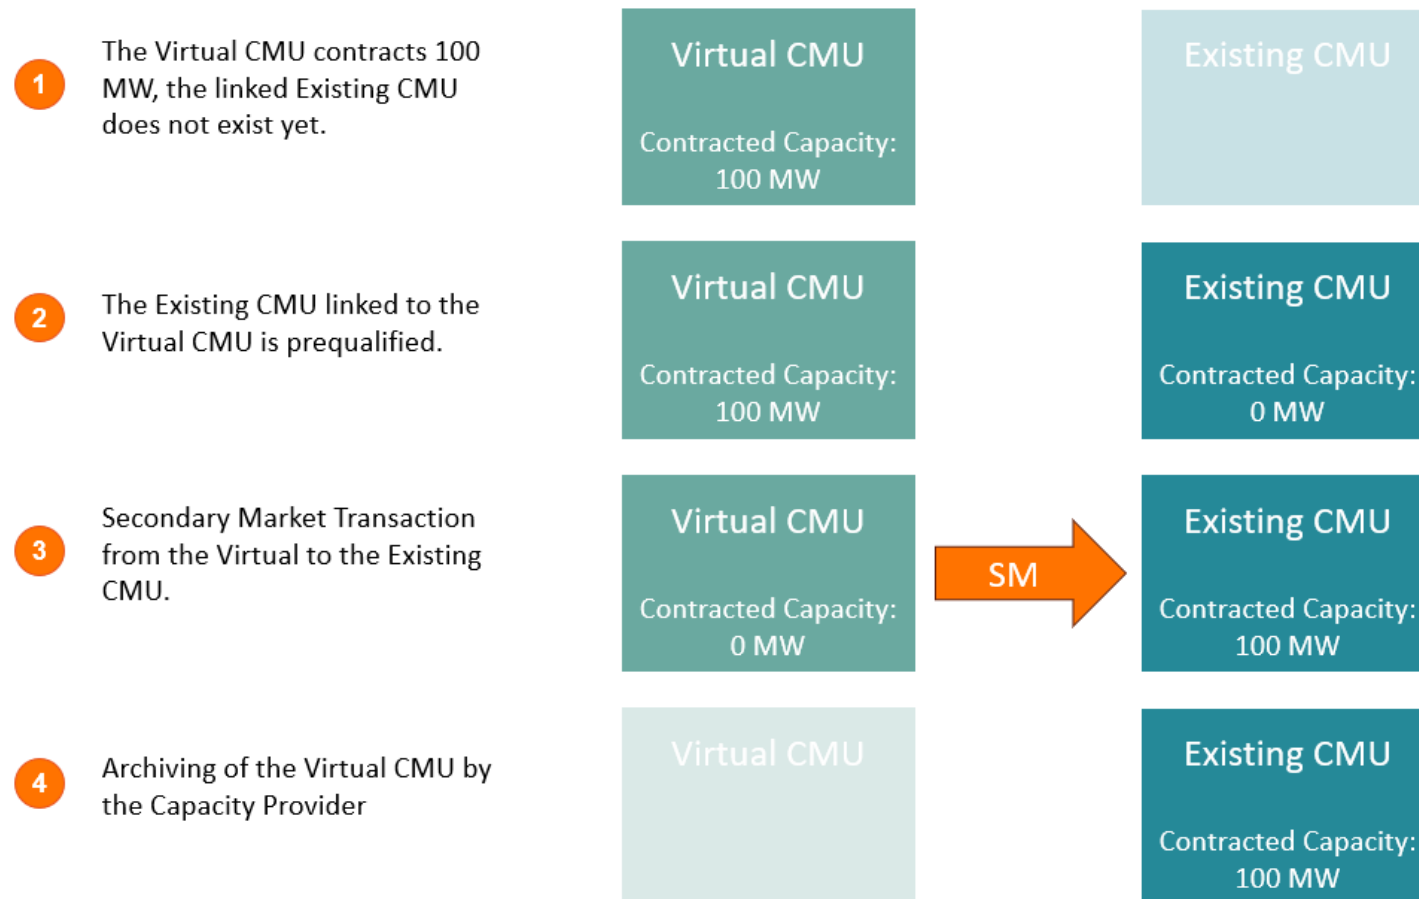 1
The Virtual CMU contracts 100
MW, the linked Existing CMU
does not exist yet.
Virtual CMU
Contracted Capacity:
100 MW
Existing CMU
2
The Existing CMU linked to the
Virtual CMU is prequalified.
Virtual CMU
Contracted Capacity:
100 MW
Existing CMU
Contracted Capacity:
0 MW
3
Secondary Market Transaction
from the Virtual to the Existing
CMU.
Virtual CMU
Contracted Capacity:
0 MW
SM
Existing CMU
Contracted Capacity:
100 MW
4
Archiving of the Virtual CMU by
the Capacity Provider
Virtual CMU
Existing CMU
Contracted Capacity:
100 MW